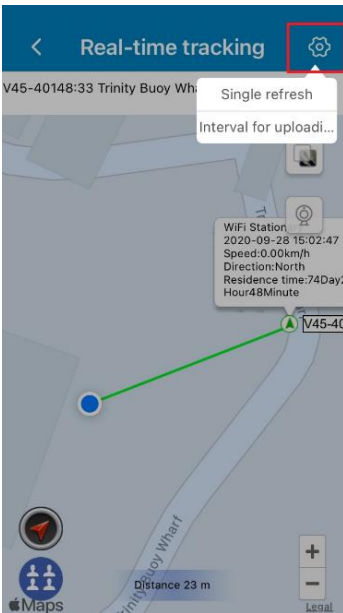 Real-time tracking
V45-40148:33 Trinity Buoy Wh
Single refresh
Interval for uploadi...
WiFi Station
2020-09-28 15:02:47
Speed:0.00km/h
Direction:North
Residence time:74Day2
Hour48Minute
V45-40
Trinity Buoy Wharf
Distance 23 m
+
−
Maps
Legal